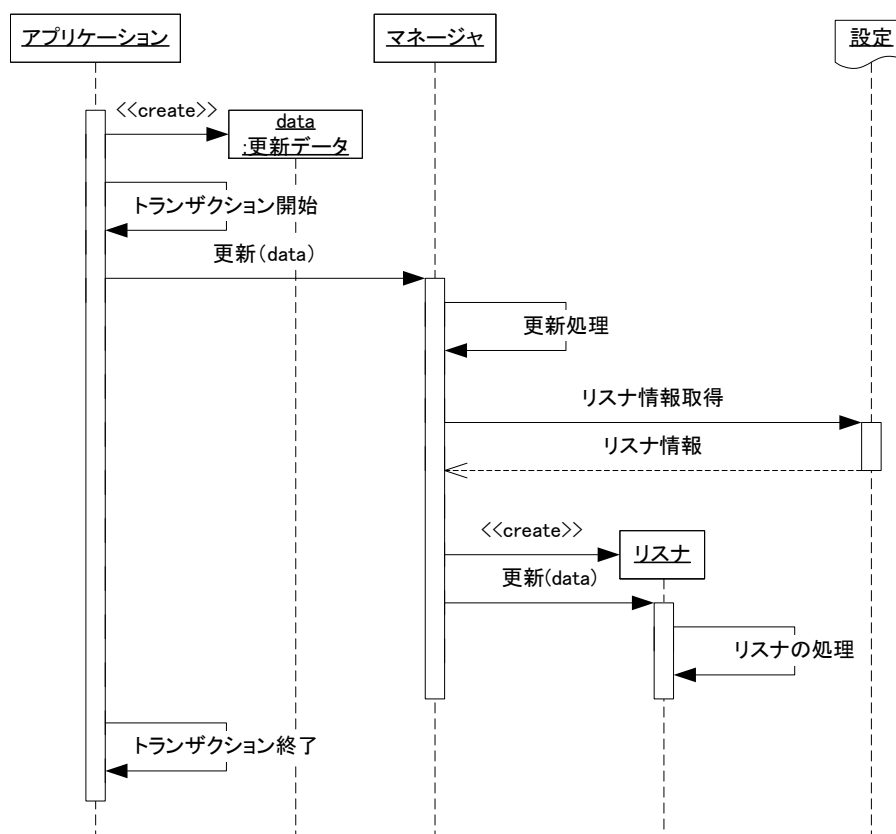 アプリケーション
マネージャ
設定
<<create>>
data
:更新データ
トランザクション開始
更新(data)
更新処理
リスナ情報取得
リスナ情報
<<create>>
リスナ
更新(data)
リスナの処理
トランザクション終了